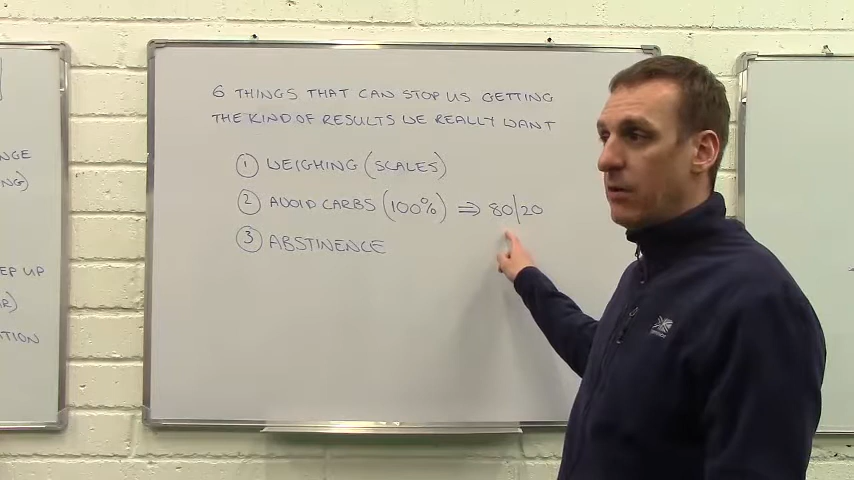 6 THINGS THAT CAN STOP US GETTING
THE KIND OF RESULTS WE REALLY WANT
① WEIGHING (SCALES)
② AVOID CARBS (100%) ⇒ 80/20
③ ABSTINENCE